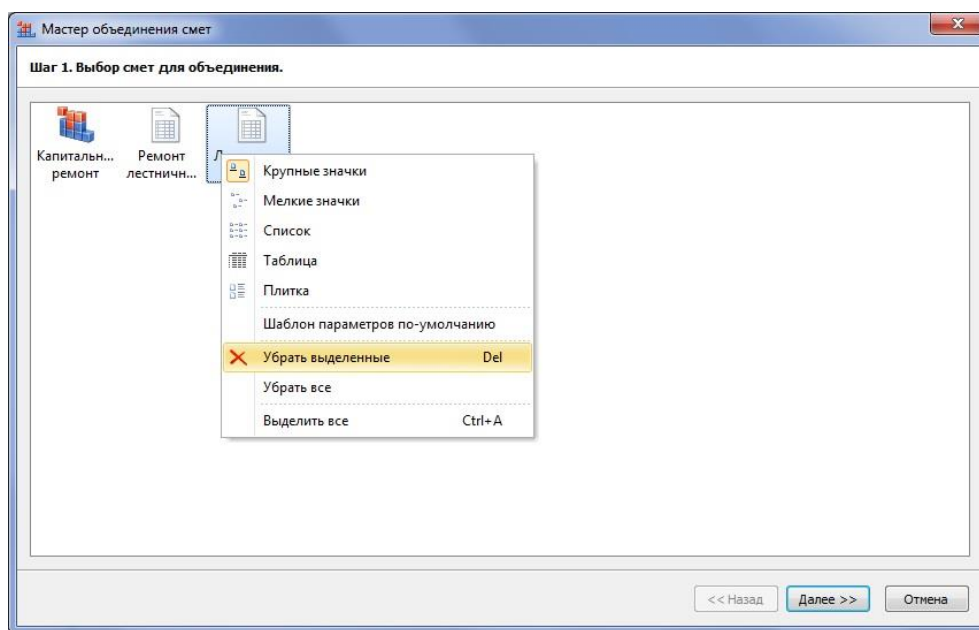 Мастер объединения смет
Шаг 1. Выбор смет для объединения.
Капитальн...
ремонт
Ремонт
лестничн...
Крупные значки
Мелкие значки
Список
Таблица
Плитка
Шаблон параметров по-умолчанию
Убрать выделенные Del
Убрать все
Выделить все Ctrl+A
<< Назад Далее >> Отмена